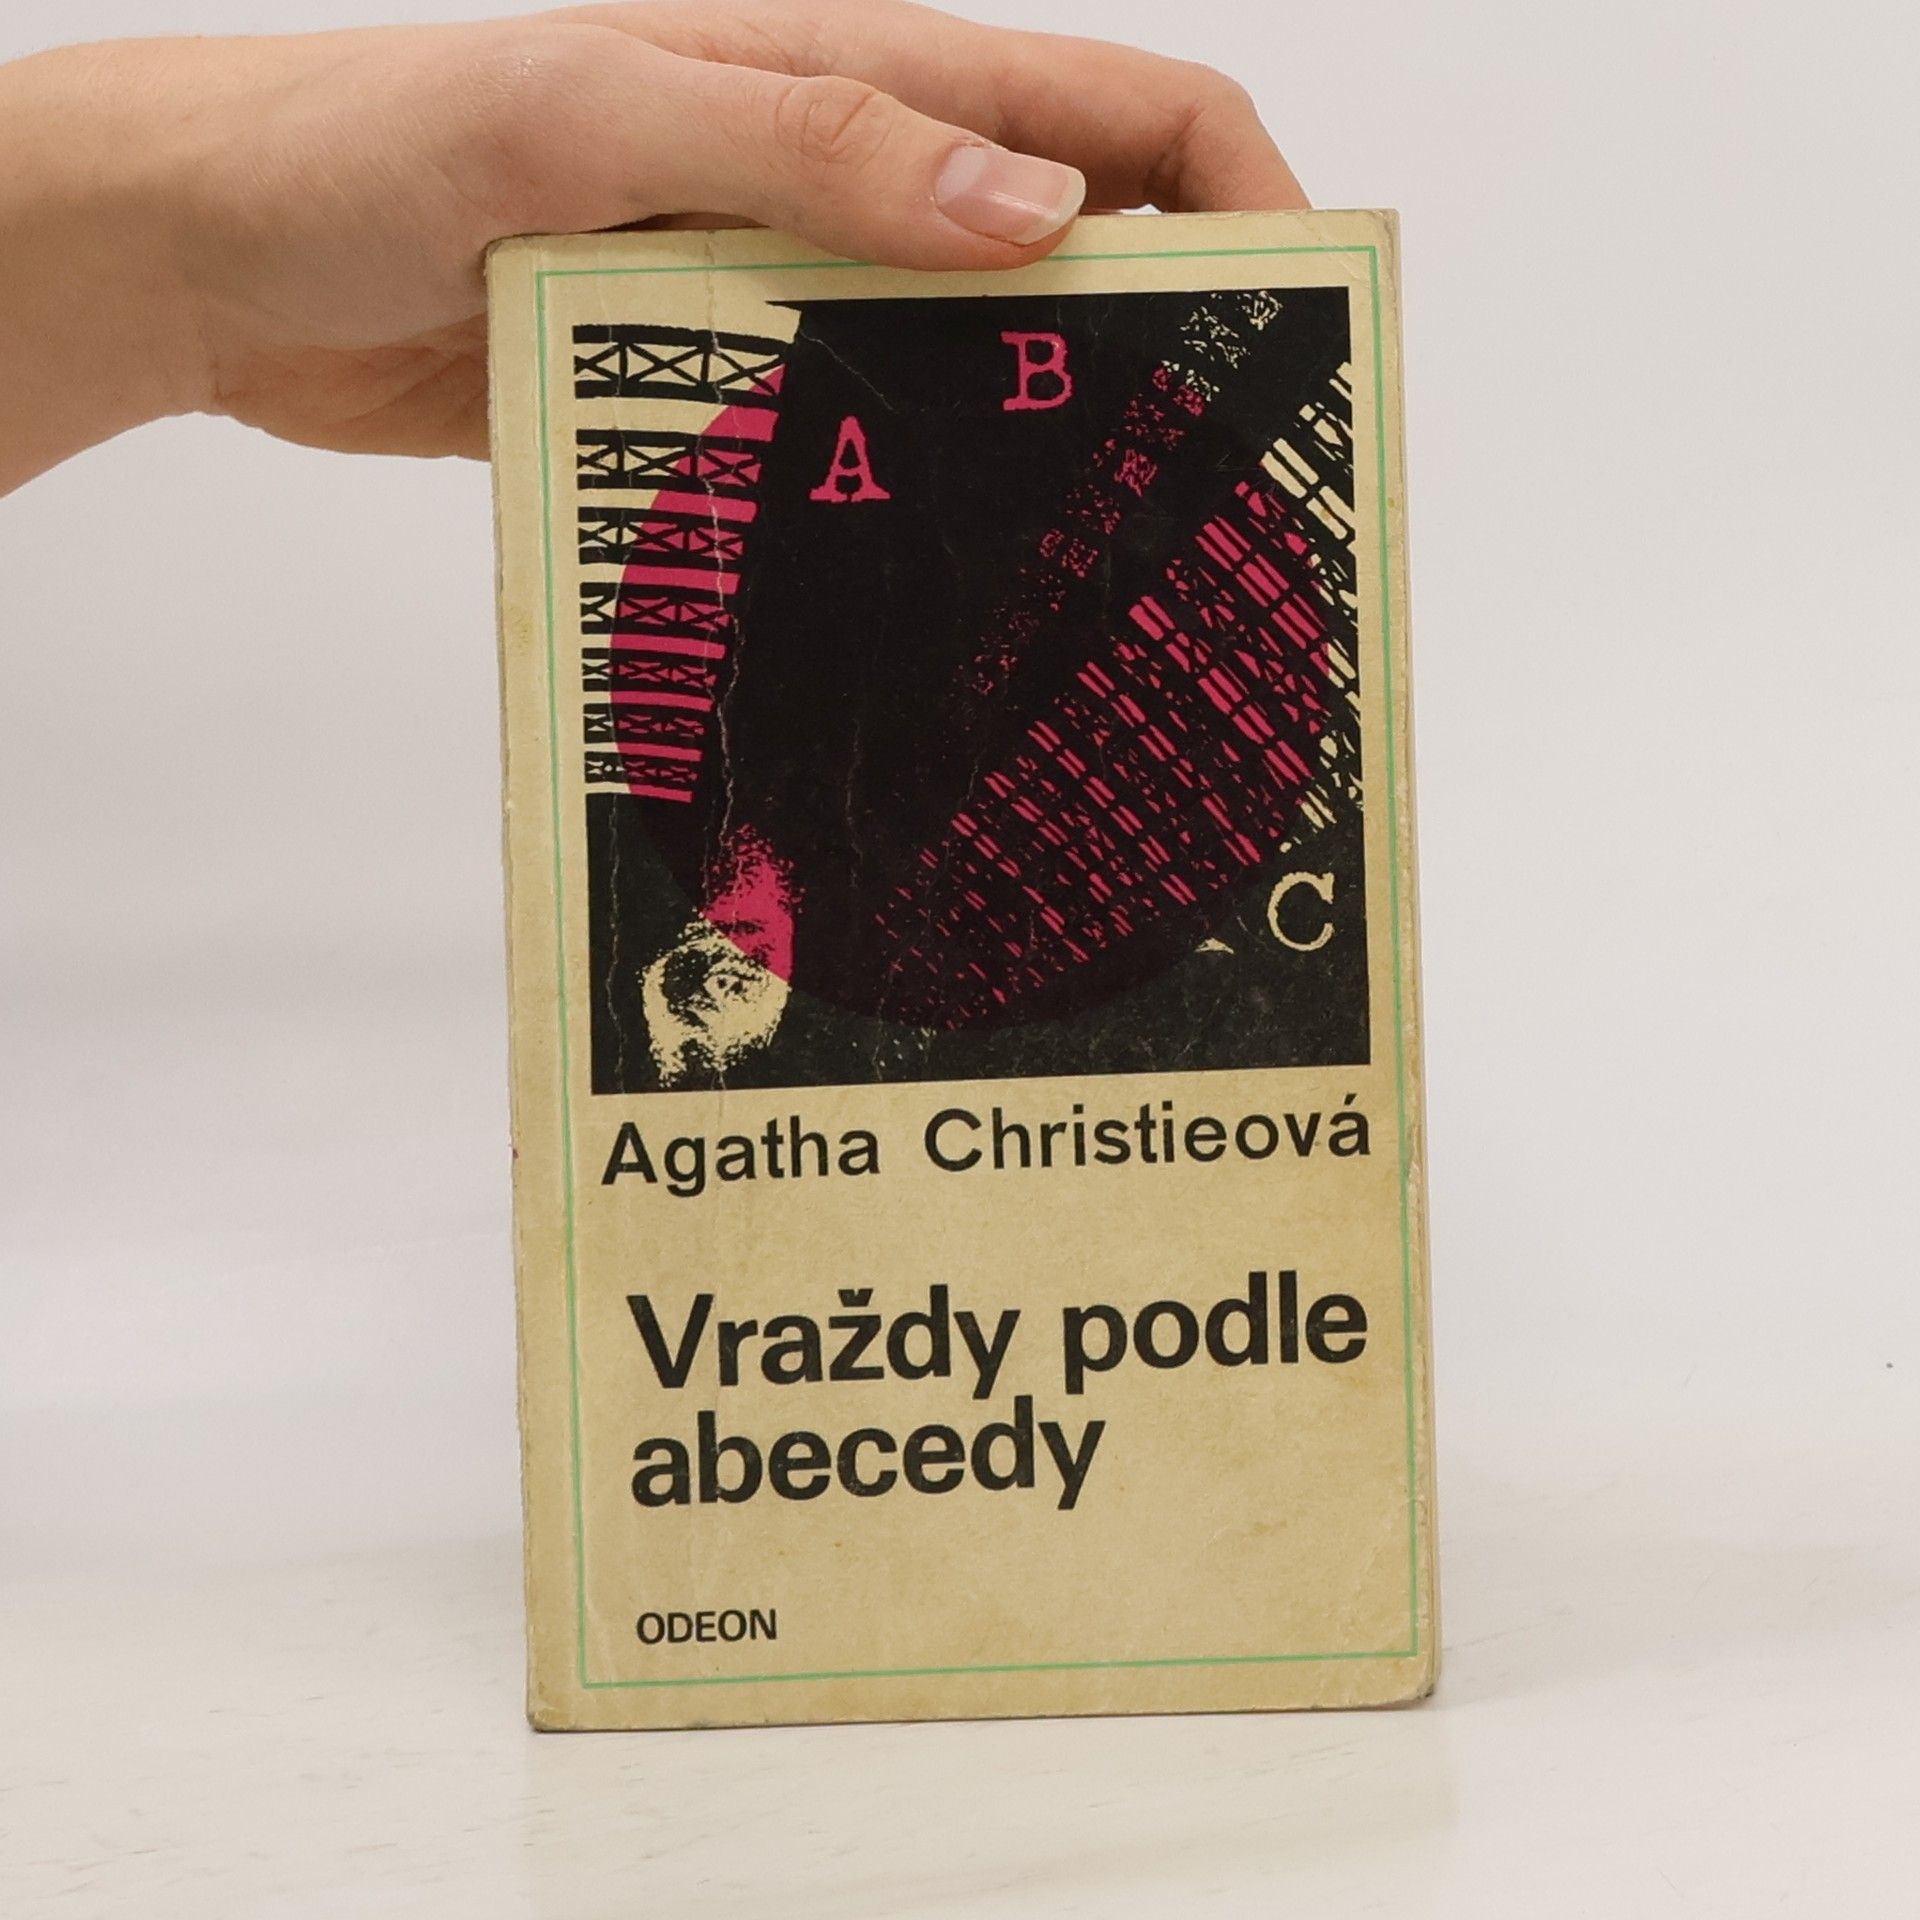 B
A
C
Agatha Christieová
Vraždy podle
abecedy
ODEON